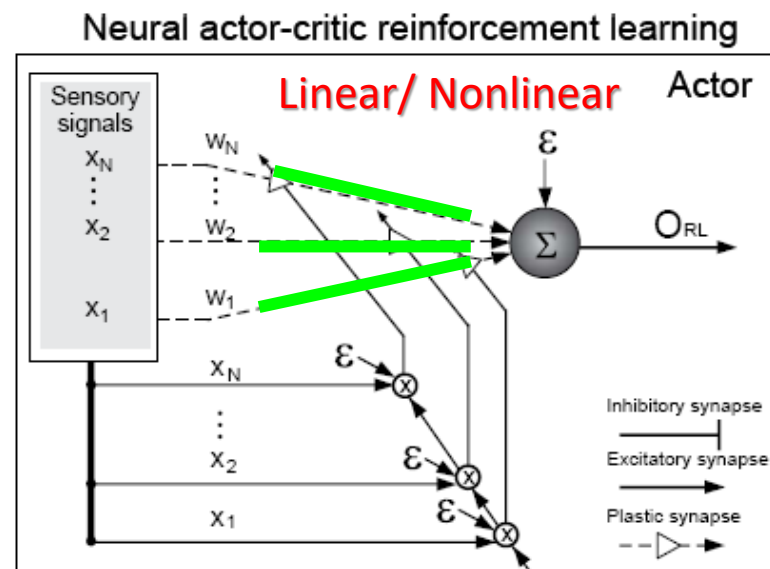 Neural actor-critic reinforcement learning
Linear/ Nonlinear
Actor
Sensory
signals
xN
⋮
x2
x1
wN
⋮
w2
w1
ε
Σ
ORL
xN
⋮
x2
x1
ε
x
ε
x
ε
x
Inhibitory synapse
Excitatory synapse
Plastic synapse